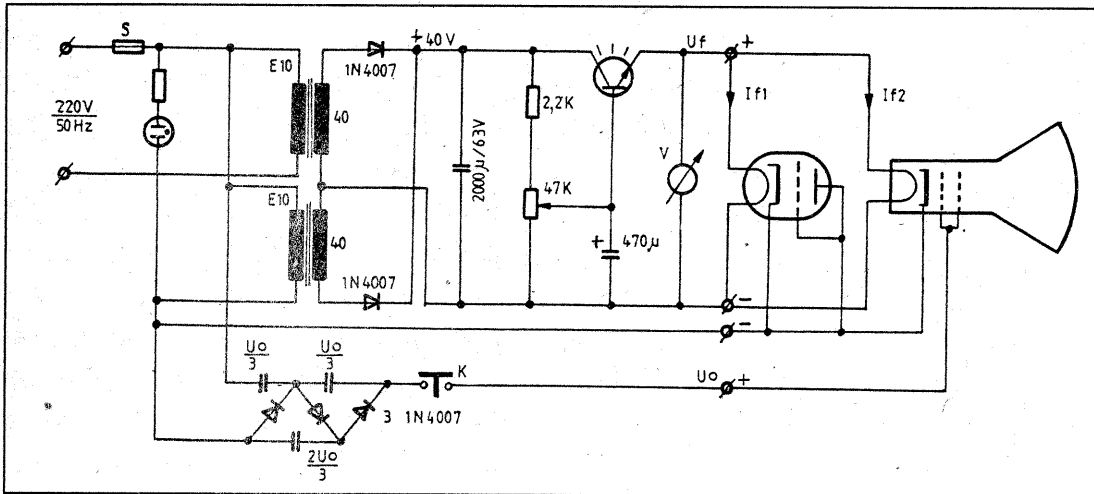 S
220V
50Hz
E10
40
1N4007
+ 40 V
2000μ/63V
2,2K
47K
+ 470μ
Uf
+
V
If1
If2
E10
40
1N4007
-
-
Uo
3
Uo
3
K
3 1N4007
2Uo
3
Uo
+